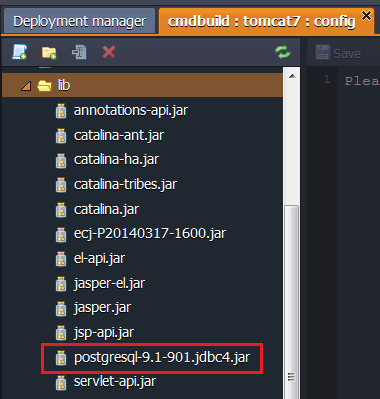 Deployment manager
cmdbuild : tomcat7 : config
Save
lib
1 Plea
annotations-api.jar
catalina-ant.jar
catalina-ha.jar
catalina-tribes.jar
catalina.jar
ecj-P20140317-1600.jar
el-api.jar
jasper-el.jar
jasper.jar
jsp-api.jar
postgresql-9.1-901.jdbc4.jar
servlet-api.jar